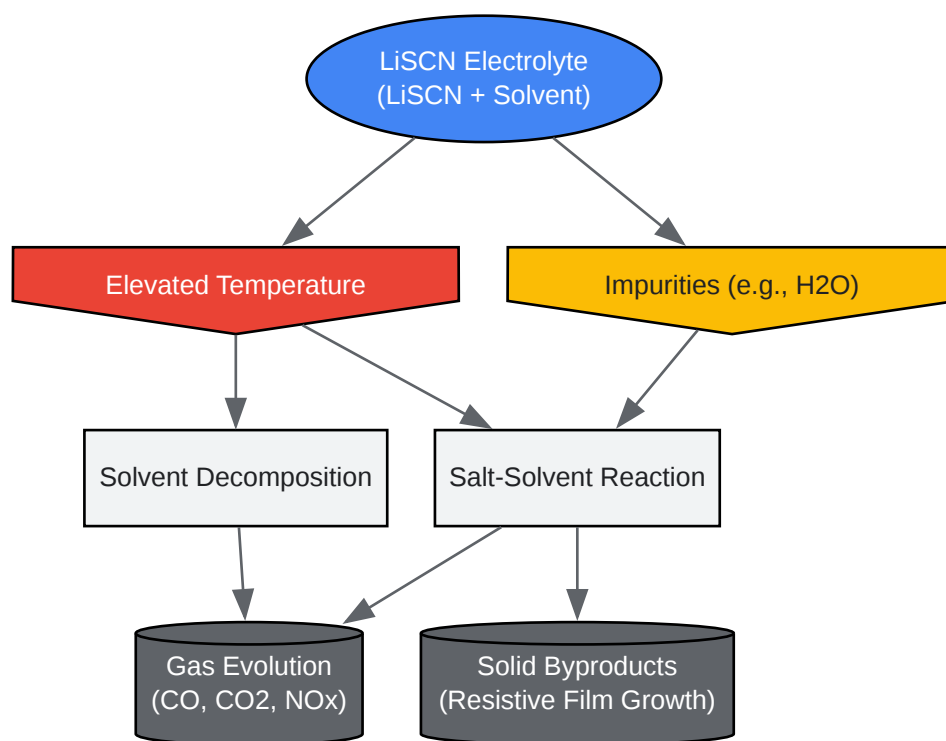 LiSCN Electrolyte
(LiSCN + Solvent)
Elevated Temperature
Impurities (e.g., H2O)
Solvent Decomposition
Salt-Solvent Reaction
Gas Evolution
(CO, CO2, NOx)
Solid Byproducts
(Resistive Film Growth)